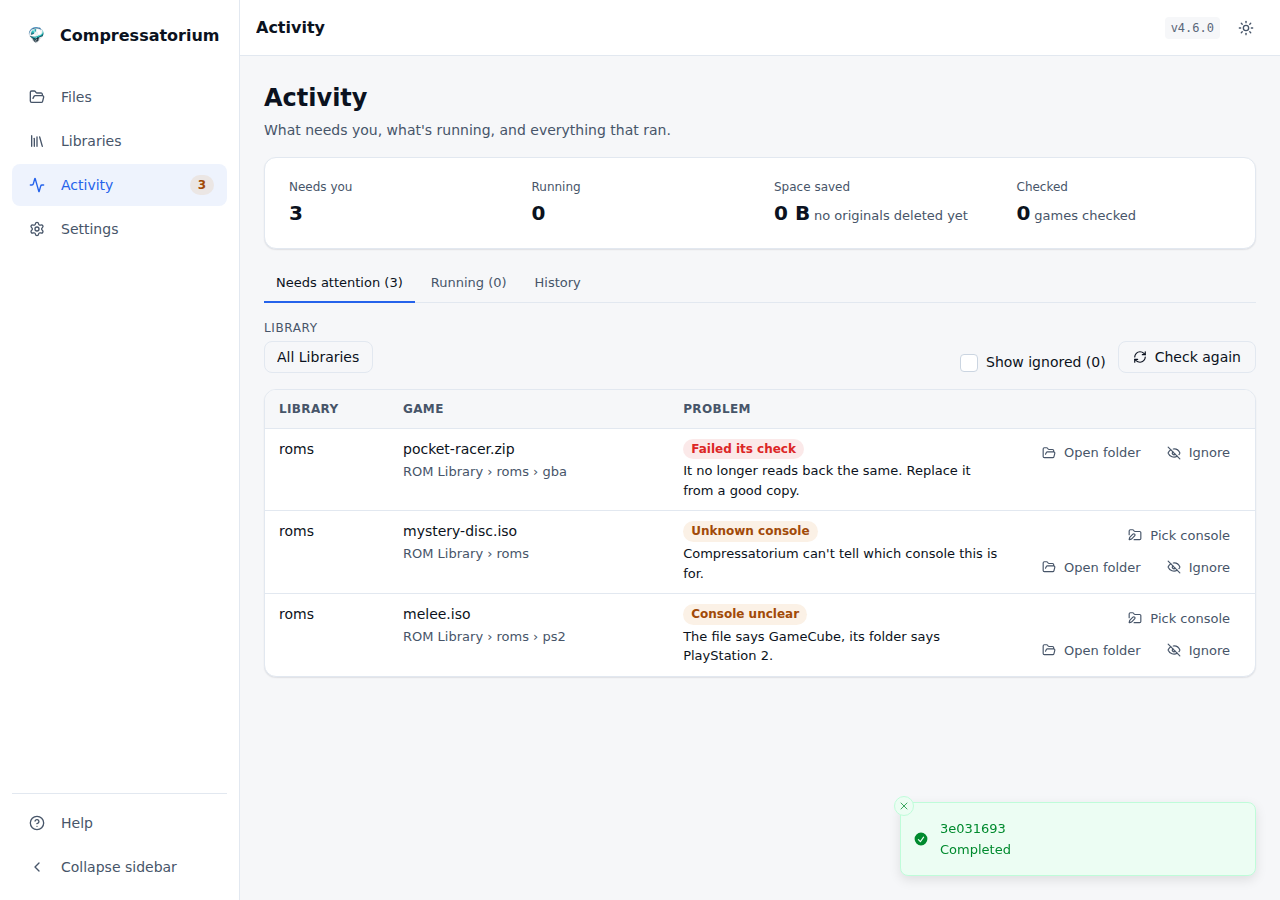 Compressatorium
Activity
v4.6.0
Files
Libraries
Activity
3
Settings
Activity
What needs you, what's running, and everything that ran.
Needs you
3
Running
0
Space saved
0 B no originals deleted yet
Checked
0 games checked
Needs attention (3)
Running (0)
History
LIBRARY
All Libraries
Show ignored (0)
Check again
LIBRARY
GAME
PROBLEM
roms
pocket-racer.zip
ROM Library › roms › gba
Failed its check
It no longer reads back the same. Replace it
from a good copy.
Open folder
Ignore
roms
mystery-disc.iso
ROM Library › roms
Unknown console
Compressatorium can't tell which console this is
for.
Pick console
Open folder
Ignore
roms
melee.iso
ROM Library › roms › ps2
Console unclear
The file says GameCube, its folder says
PlayStation 2.
Pick console
Open folder
Ignore
Help
Collapse sidebar
3e031693
Completed